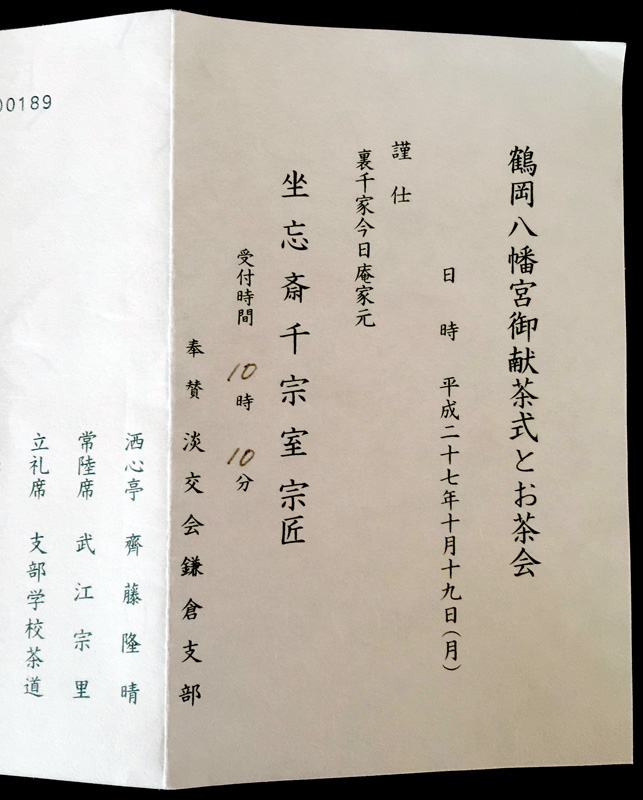 鶴岡八幡宮御献茶式とお茶会
日時 平成二十七年十月十九日(月)
謹仕
裏千家今日庵家元
坐忘斎千宗室宗匠
受付時間 10時10分
奉賛 淡交会鎌倉支部
00189
洒心亭 齊藤隆晴
常陸席 武江宗里
立礼席 支部学校茶道